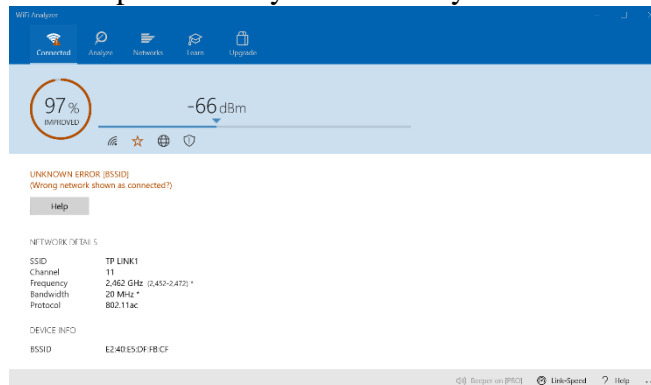 WiFi Analyzer
Connected Analyze Networks Learn Upgrade
97%
IMPROVED
-66 dBm
UNKNOWN ERROR [BSSID]
(Wrong network shown as connected?)
Help
NETWORK DETAILS
SSID TP LINK1
Channel 11
Frequency 2,462 GHz (2,452-2,472) *
Bandwidth 20 MHz *
Protocol 802.11ac
DEVICE INFO
BSSID E2:40:E5:DF:FB:CF
Beeper on [PRO] Link-Speed ? Help ...